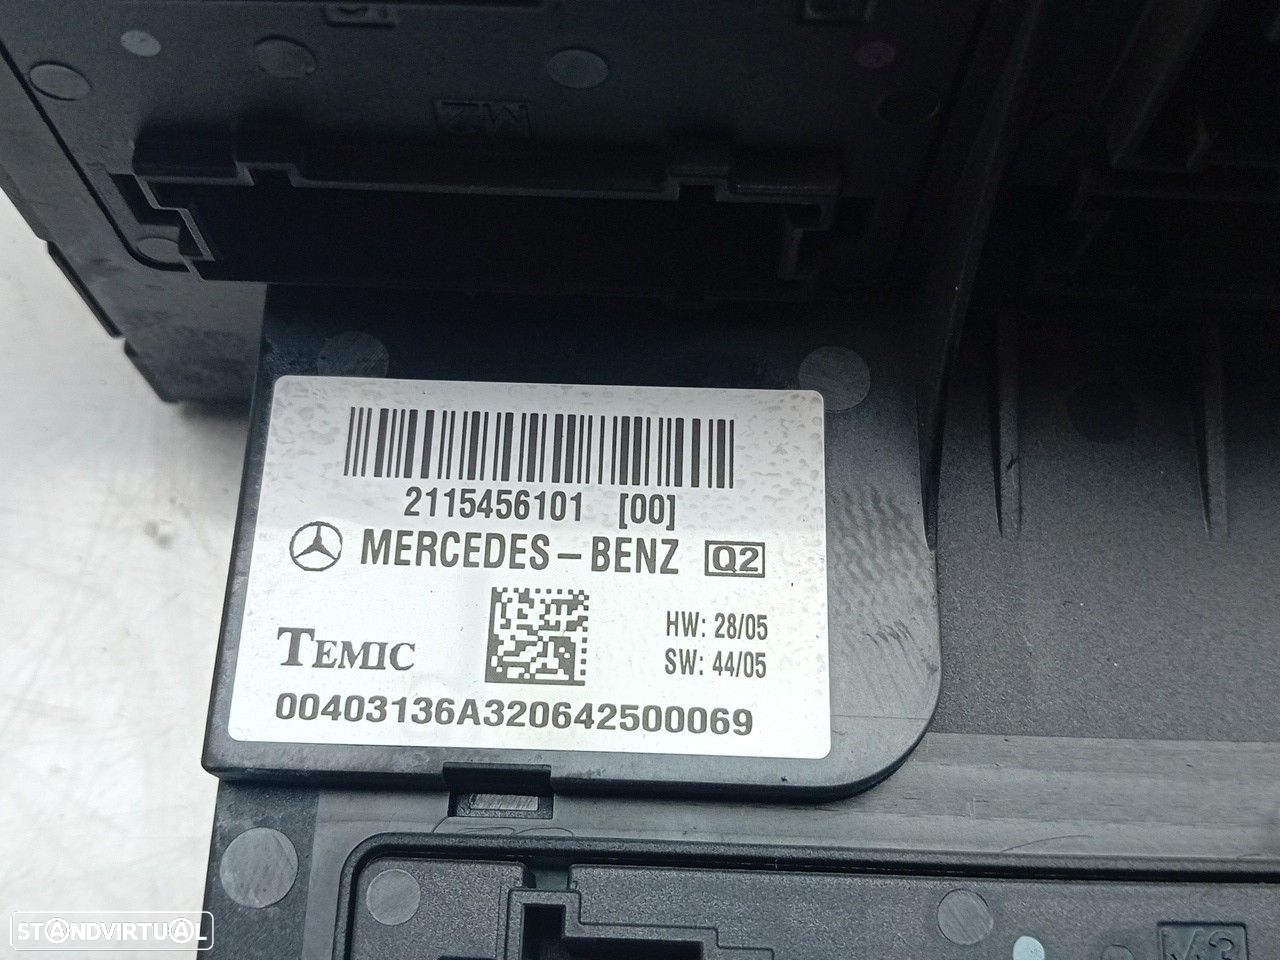 M2
2115456101 [00]
MERCEDES-BENZ Q2
HW: 28/05
TEMIC
SW: 44/05
00403136A320642500069
M3
STANDVIRTUAL